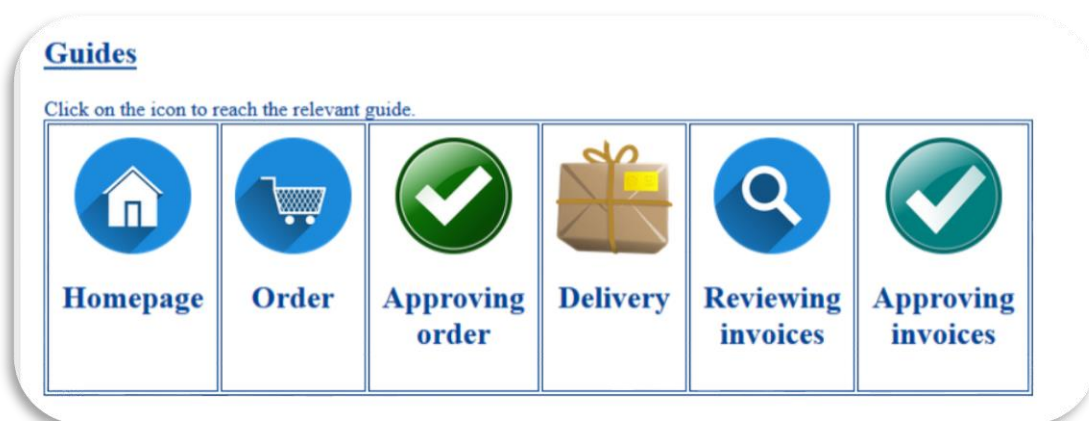 Guides
Click on the icon to reach the relevant guide.
Homepage
Order
Approving
order
Delivery
Reviewing
invoices
Approving
invoices